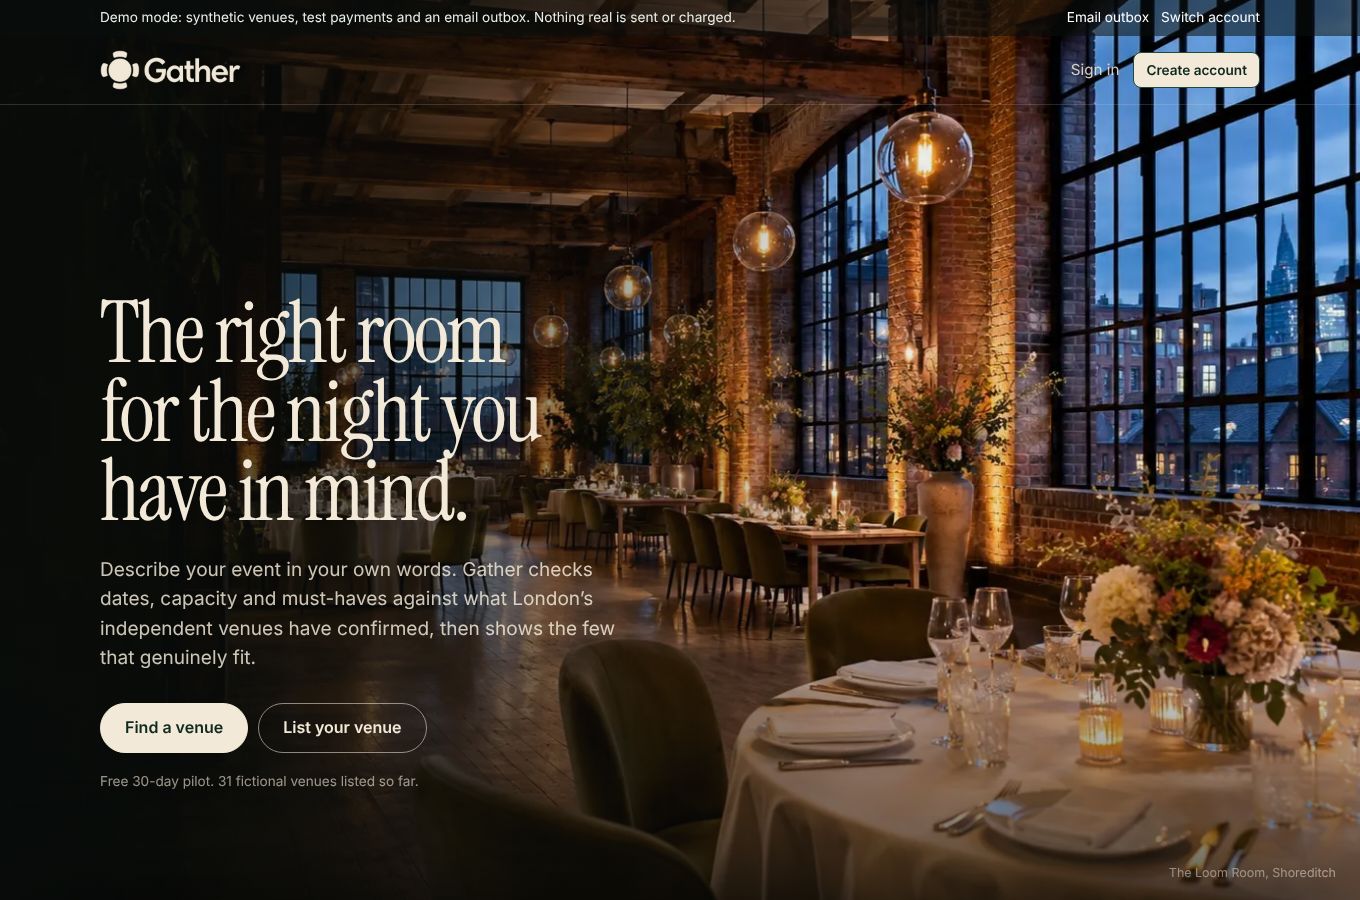 Demo mode: synthetic venues, test payments and an email outbox. Nothing real is sent or charged.
Email outbox Switch account
Gather
Sign in
Create account
The right room
for the night you
have in mind.
Describe your event in your own words. Gather checks
dates, capacity and must-haves against what London’s
independent venues have confirmed, then shows the few
that genuinely fit.
Find a venue
List your venue
Free 30-day pilot. 31 fictional venues listed so far.
The Loom Room, Shoreditch